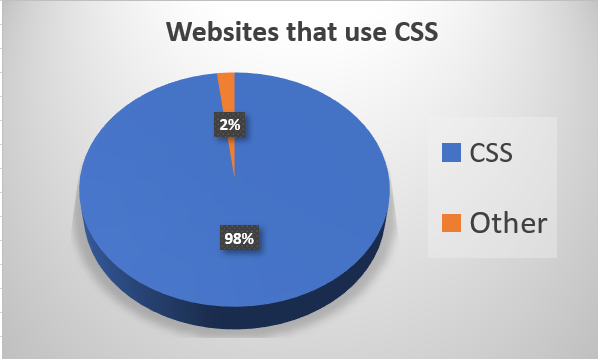 Websites that use CSS
2%
98%
CSS
Other